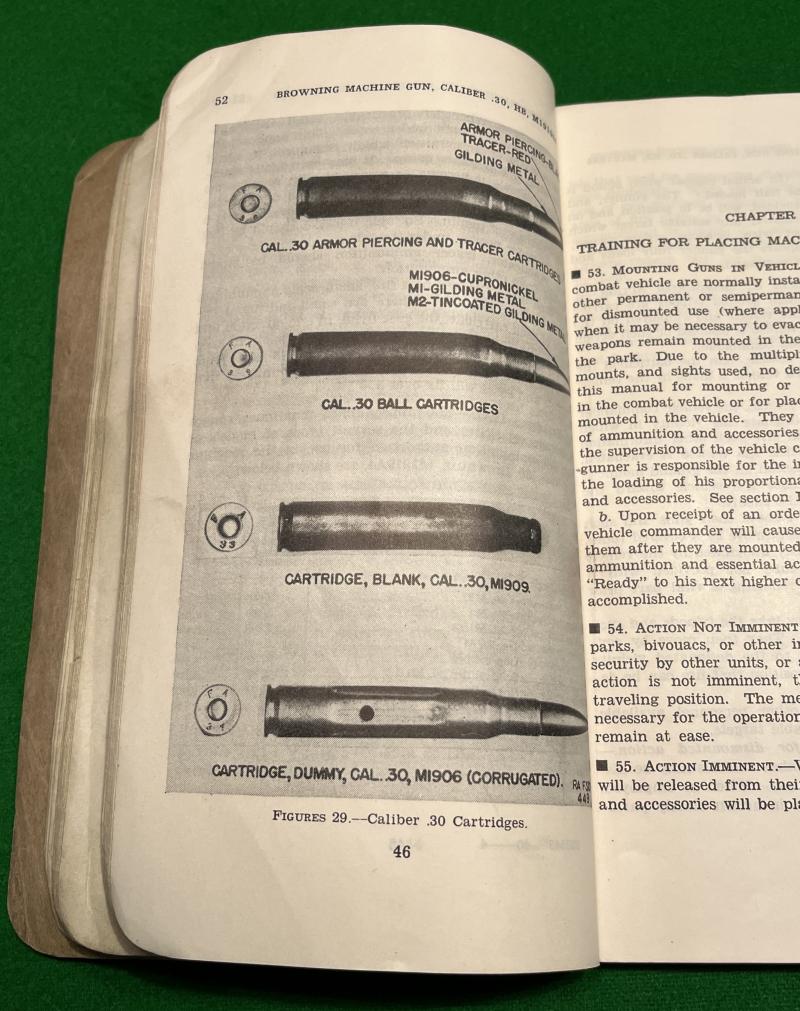 52
BROWNING MACHINE GUN, CALIBER .30, HB, M1919
ARMOR PIERCING-
TRACER-RED
GILDING METAL
F A
CAL..30 ARMOR PIERCING AND TRACER CARTRIDGES
M1906-CUPRONICKEL
M1-GILDING METAL
M2-TINCOATED GILDING METAL
F A
CAL..30 BALL CARTRIDGES
33
CARTRIDGE, BLANK, CAL..30,M1909.
F A
CARTRIDGE, DUMMY, CAL. .30, M1906 (CORRUGATED).
RA FSD
FIGURES 29.—Caliber .30 Cartridges.
46
CHAPTER
TRAINING FOR PLACING MAC
■ 53. MOUNTING GUNS IN VEHICL
combat vehicle are normally insta
other permanent or semiperman
for dismounted use (where appl
when it may be necessary to evac
weapons remain mounted in the
the park. Due to the multipl
mounts, and sights used, no de
this manual for mounting or
in the combat vehicle or for plac
mounted in the vehicle. They
of ammunition and accessories
the supervision of the vehicle c
gunner is responsible for the i
the loading of his proportiona
and accessories. See section I
b. Upon receipt of an orde
vehicle commander will cause
them after they are mounted
ammunition and essential ac
"Ready" to his next higher c
accomplished.
■ 54. ACTION NOT IMMINENT
parks, bivouacs, or other i
security by other units, or
action is not imminent, t
traveling position. The me
necessary for the operation
remain at ease.
■ 55. ACTION IMMINENT.—V
will be released from thei
and accessories will be pla